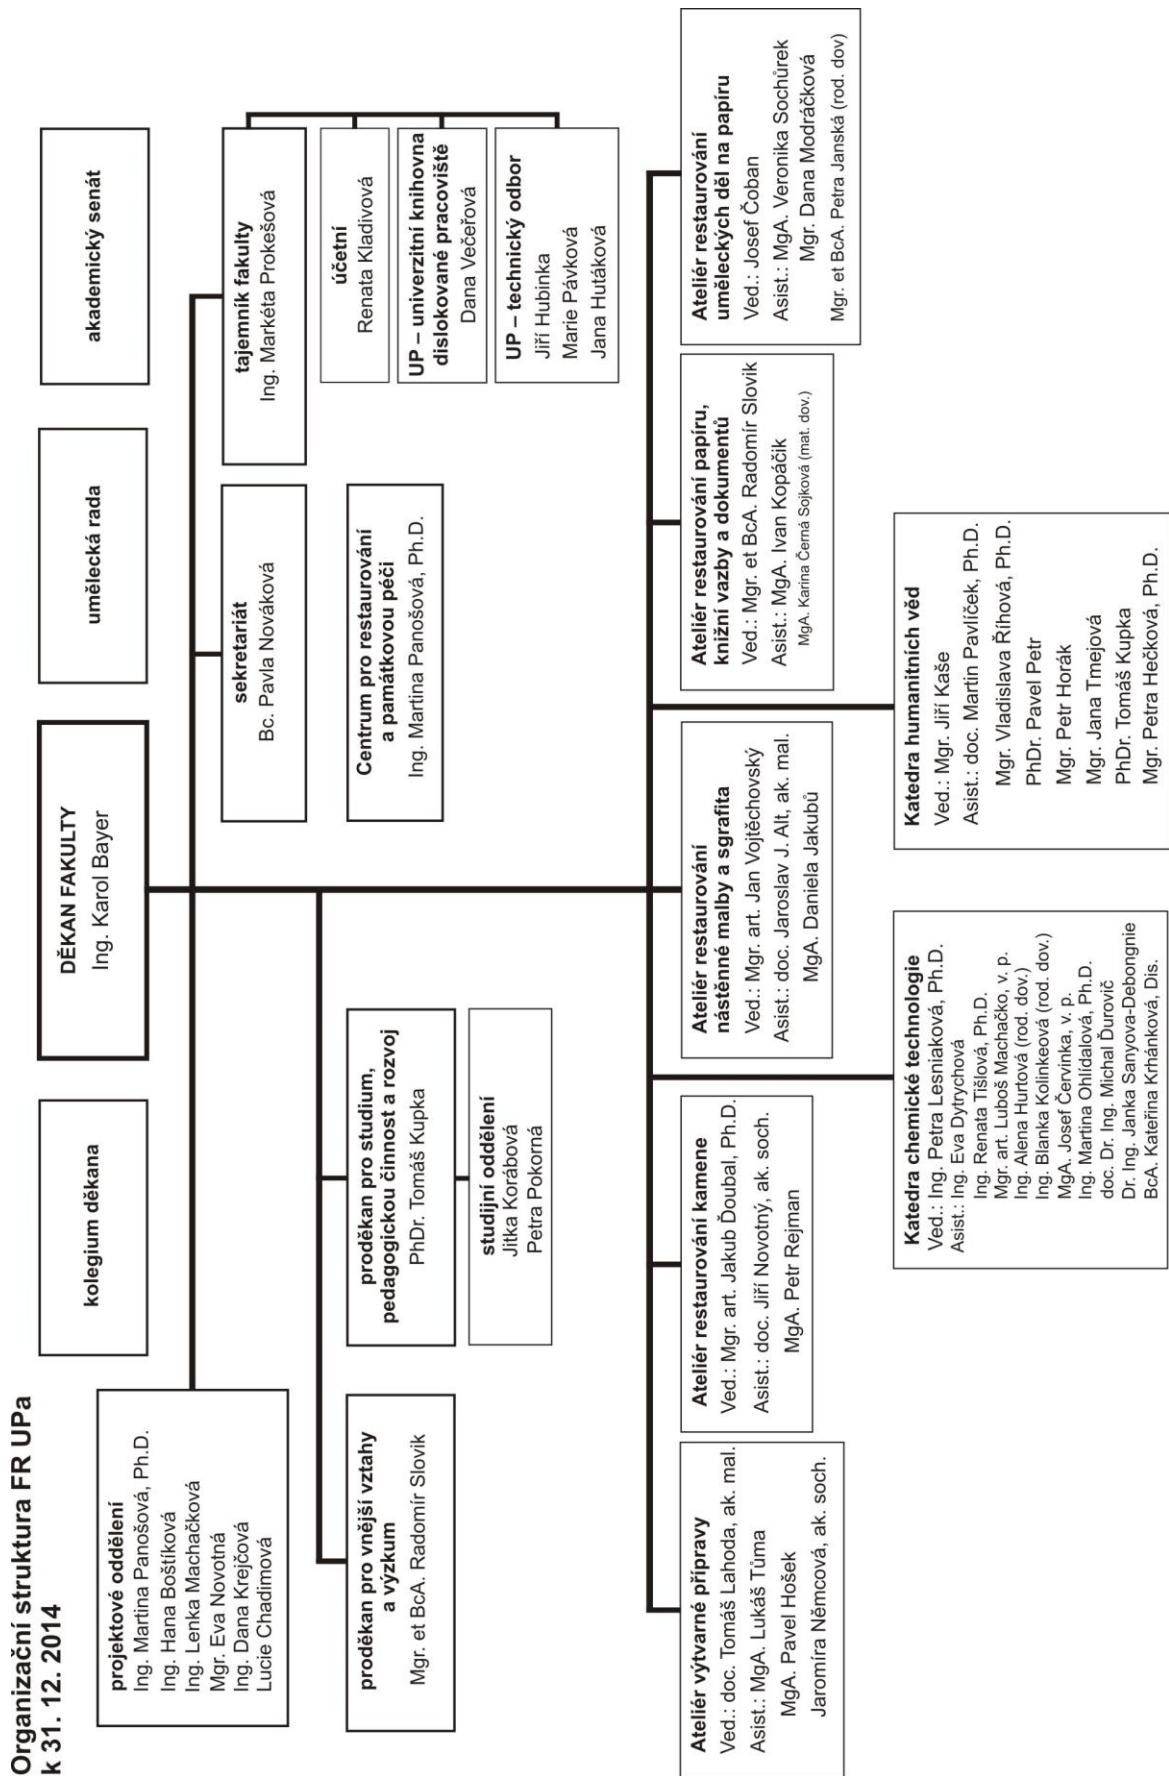 Organizační struktura FR UPa
k 31. 12. 2014
kolegium děkana
DĚKAN FAKULTY
Ing. Karol Bayer
umělecká rada
akademický senát
projektové oddělení
Ing. Martina Panošová, Ph.D.
Ing. Hana Boštíková
Ing. Lenka Machačková
Mgr. Eva Novotná
Ing. Dana Krejčová
Lucie Chadimová
sekretariát
Bc. Pavla Nováková
tajemník fakulty
Ing. Markéta Prokešová
účetní
Renata Kladivová
UP – univerzitní knihovna
dislokované pracoviště
Dana Večeřová
UP – technický odbor
Jiří Hubinka
Marie Pávková
Jana Hutáková
proděkan pro vnější vztahy
a výzkum
Mgr. et BcA. Radomír Slovik
proděkan pro studium,
pedagogickou činnost a rozvoj
PhDr. Tomáš Kupka
studijní oddělení
Jitka Korábová
Petra Pokorná
Centrum pro restaurování
a památkovou péči
Ing. Martina Panošová, Ph.D.
Ateliér výtvarné přípravy
Ved.: doc. Tomáš Lahoda, ak. mal.
Asist.: MgA. Lukáš Tůma
MgA. Pavel Hošek
Jaromíra Němcová, ak. soch.
Ateliér restaurování kamene
Ved.: Mgr. art. Jakub Ďoubal, Ph.D.
Asist.: doc. Jiří Novotný, ak. soch.
MgA. Petr Rejman
Ateliér restaurování
nástěnné malby a sgrafita
Ved.: Mgr. art. Jan Vojtěchovský
Asist.: doc. Jaroslav J. Alt, ak. mal.
MgA. Daniela Jakubů
Ateliér restaurování papíru,
knižní vazby a dokumentů
Ved.: Mgr. et BcA. Radomír Slovik
Asist.: MgA. Ivan Kopáčik
MgA. Karina Černá Sojková (mat. dov.)
Ateliér restaurování
uměleckých děl na papíru
Ved.: Josef Čoban
Asist.: MgA. Veronika Sochůrek
Mgr. Dana Modráčková
Mgr. et BcA. Petra Janská (rod. dov)
Katedra chemické technologie
Ved.: Ing. Petra Lesniaková, Ph.D.
Asist.: Ing. Eva Dytrychová
Ing. Renata Tišlová, Ph.D.
Mgr. art. Luboš Machačko, v. p.
Ing. Alena Hurtová (rod. dov.)
Ing. Blanka Kolinkeová (rod. dov.)
MgA. Josef Červinka, v. p.
Ing. Martina Ohlídalová, Ph.D.
doc. Dr. Ing. Michal Ďurovič
Dr. Ing. Janka Sanyova-Debongnie
BcA. Kateřina Krhánková, Dis.
Katedra humanitních věd
Ved.: Mgr. Jiří Kaše
Asist.: doc. Martin Pavlíček, Ph.D.
Mgr. Vladislava Říhová, Ph.D.
PhDr. Pavel Petr
Mgr. Petr Horák
Mgr. Jana Tmejová
PhDr. Tomáš Kupka
Mgr. Petra Hečková, Ph.D.